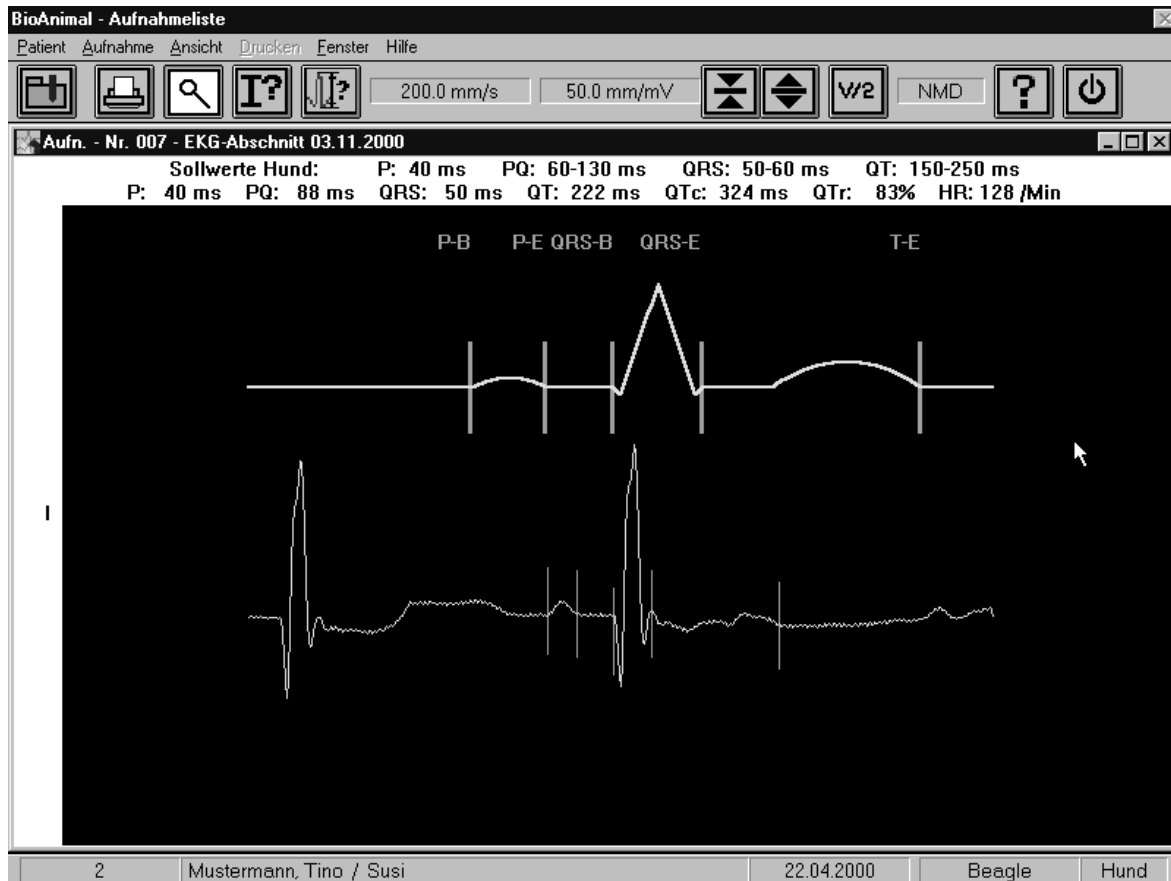 BioAnimal - Aufnahmeliste
Patient Aufnahme Ansicht Drucken Fenster Hilfe
I? ? 200.0 mm/s 50.0 mm/mV V/2 NMD ?
Aufn. - Nr. 007 - EKG-Abschnitt 03.11.2000
Sollwerte Hund: P: 40 ms PQ: 60-130 ms QRS: 50-60 ms QT: 150-250 ms
P: 40 ms PQ: 88 ms QRS: 50 ms QT: 222 ms QTc: 324 ms QTr: 83% HR: 128 /Min
P-B P-E QRS-B QRS-E T-E
I
2 Mustermann, Tino / Susi 22.04.2000 Beagle Hund